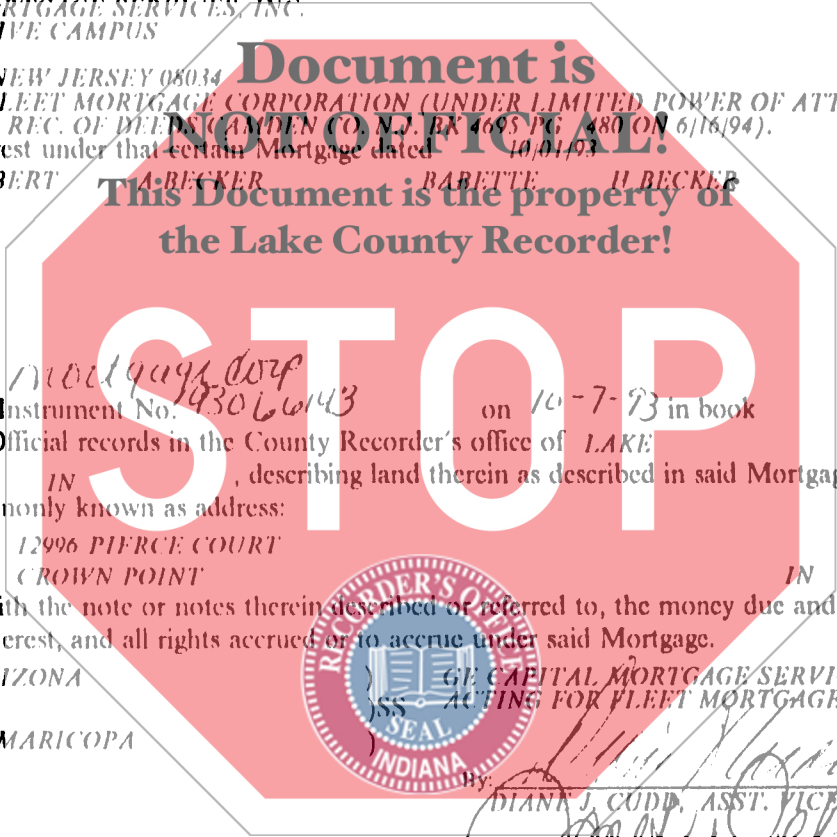 RTGAGE SERVICES, INC.
IVE CAMPUS
NEW JERSEY 08034
Document is
LEET MORTGAGE CORPORATION (UNDER LIMITED POWER OF ATT
REC. OF DEEDS CAMDEN CO. N.J. BK 4695 PG 480 ON 6/16/94).
NOT OFFICIAL!
est under that certain Mortgage dated 10/01/93
BERT A BECKER BABETTE H BECKER
This Document is the property of
the Lake County Recorder!
STOP
Mortgage Corp
Instrument No. 93066143 on 10-7-93 in book
Official records in the County Recorder's office of LAKE
IN , describing land therein as described in said Mortgag
monly known as address:
12996 PIERCE COURT
CROWN POINT IN
ith the note or notes therein described or referred to, the money due and
erest, and all rights accrued or to accrue under said Mortgage.
IZONA ) GE CAPITAL MORTGAGE SERVI
)SS ACTING FOR FLEET MORTGAGE
MARICOPA )
RECORDER'S OFFICE
SEAL
INDIANA
By:
DIANE J. CUDD, ASST. VICE